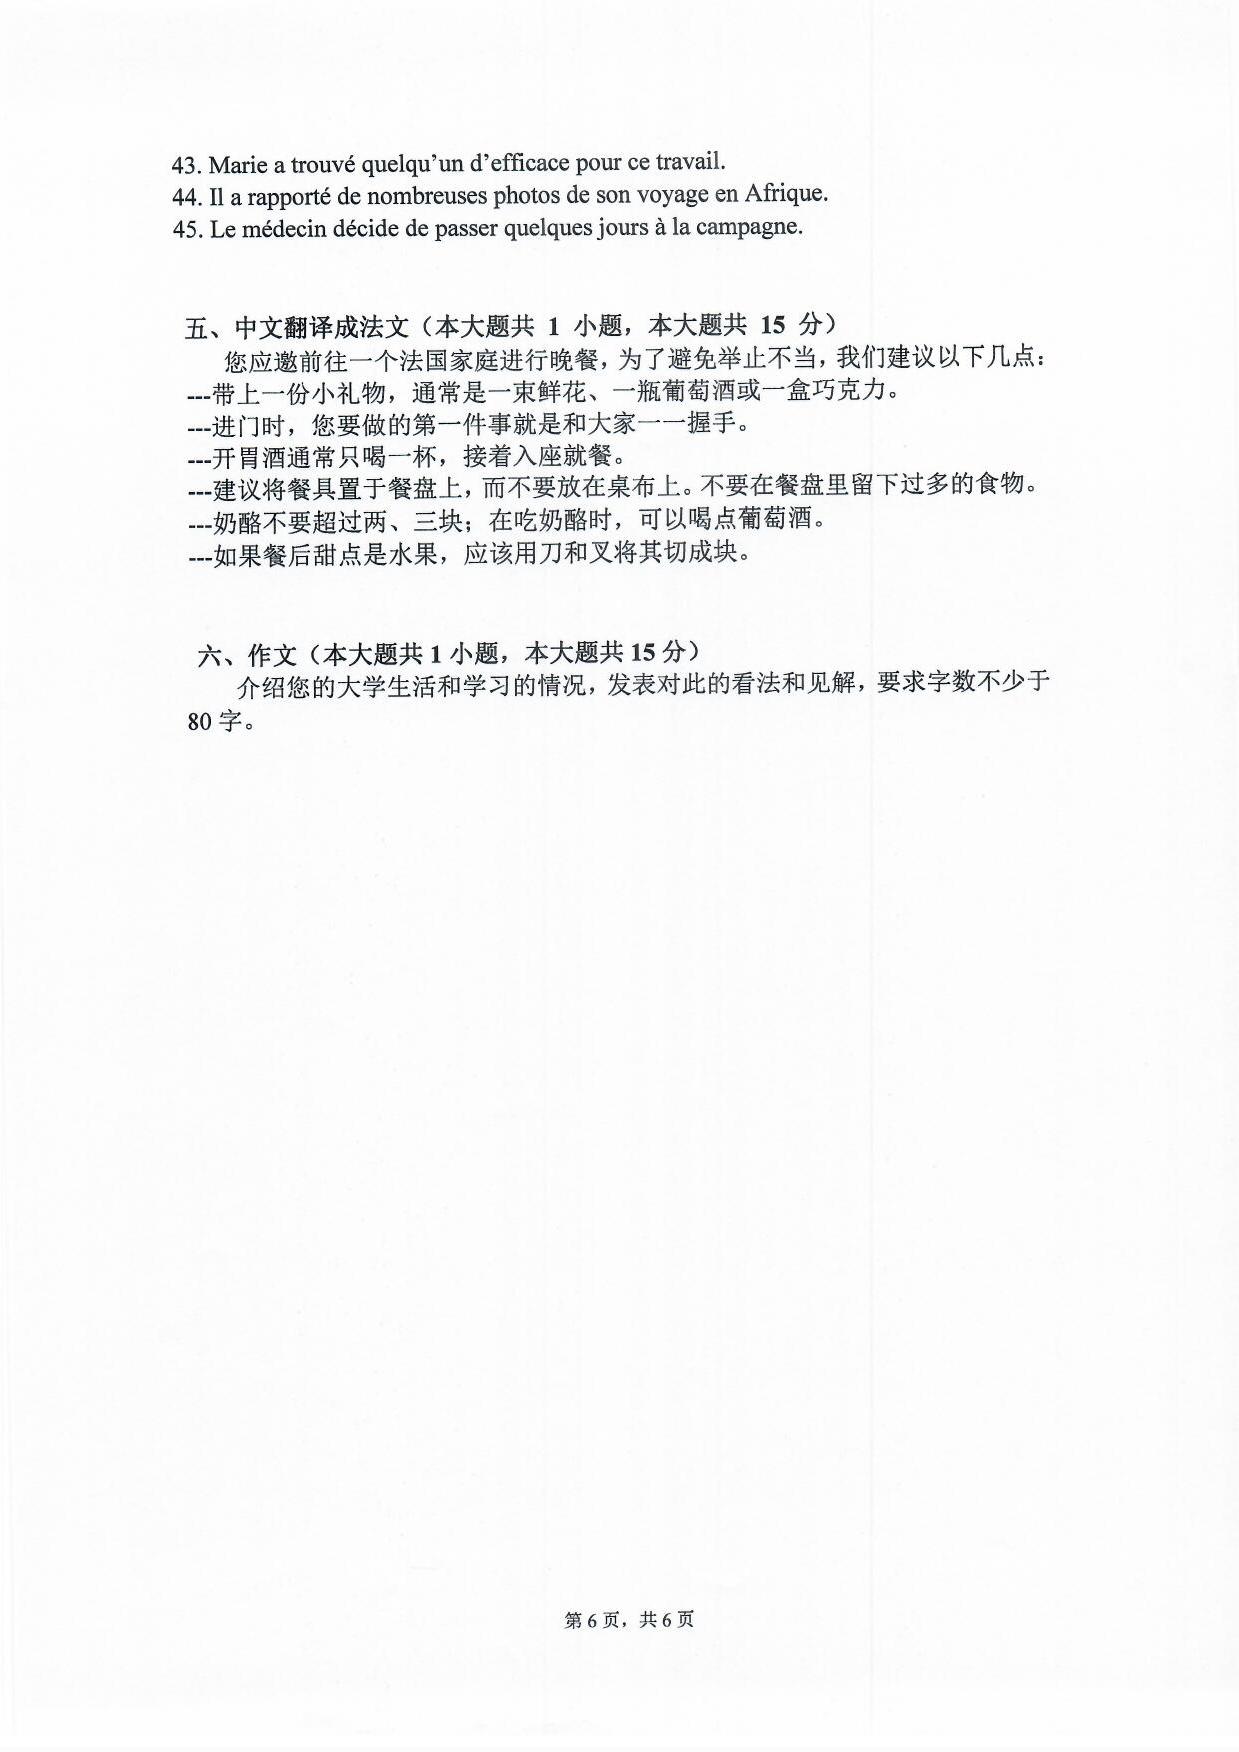 43. Marie a trouvé quelqu'un d'efficace pour ce travail.
44. Il a rapporté de nombreuses photos de son voyage en Afrique.
45. Le médecin décide de passer quelques jours à la campagne.
五、中文翻译成法文（本大题共 1 小题，本大题共 15 分）
您应邀前往一个法国家庭进行晚餐，为了避免举止不当，我们建议以下几点：
---带上一份小礼物，通常是一束鲜花、一瓶葡萄酒或一盒巧克力。
---进门时，您要做的第一件事就是和大家一一握手。
---开胃酒通常只喝一杯，接着入座就餐。
---建议将餐具置于餐盘上，而不要放在桌布上。不要在餐盘里留下过多的食物。
---奶酪不要超过两、三块；在吃奶酪时，可以喝点葡萄酒。
---如果餐后甜点是水果，应该用刀和叉将其切成块。
六、作文（本大题共 1 小题，本大题共 15 分）
介绍您的大学生活和学习的情况，发表对此的看法和见解，要求字数不少于
80 字。
第 6 页，共 6 页